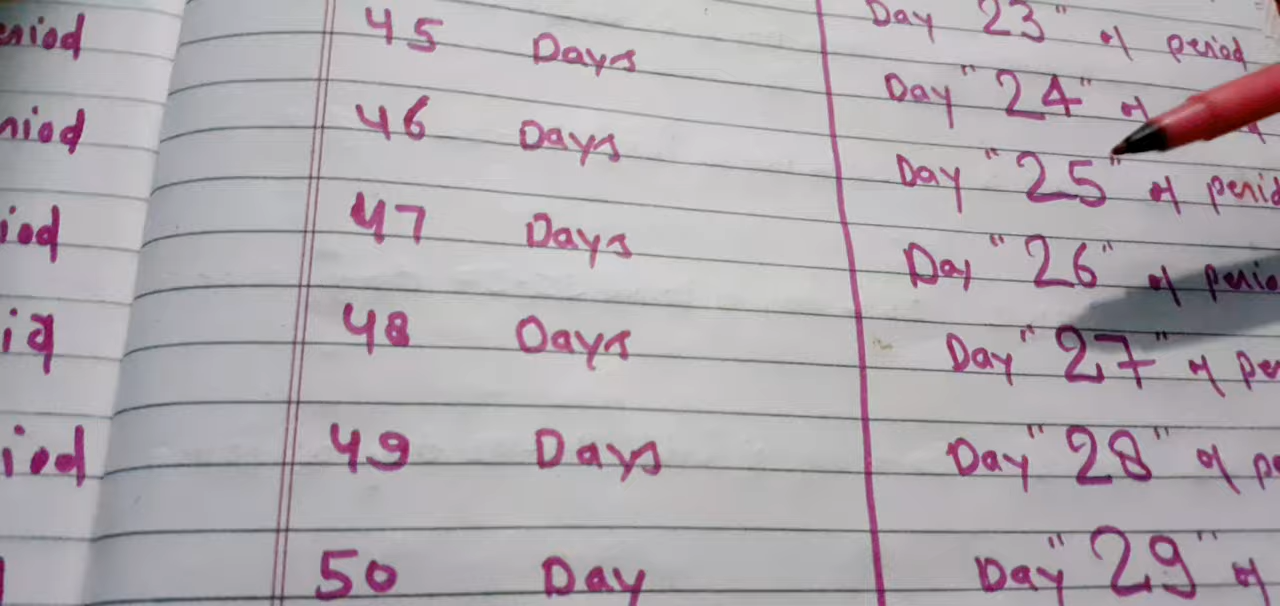 45 Days Day 23" of period
46 Days Day "24" of
47 Days Day "25" of
48 Days Day "26" of
49 Days Day "27" of
50 Day Day "28" of
Day "29" of